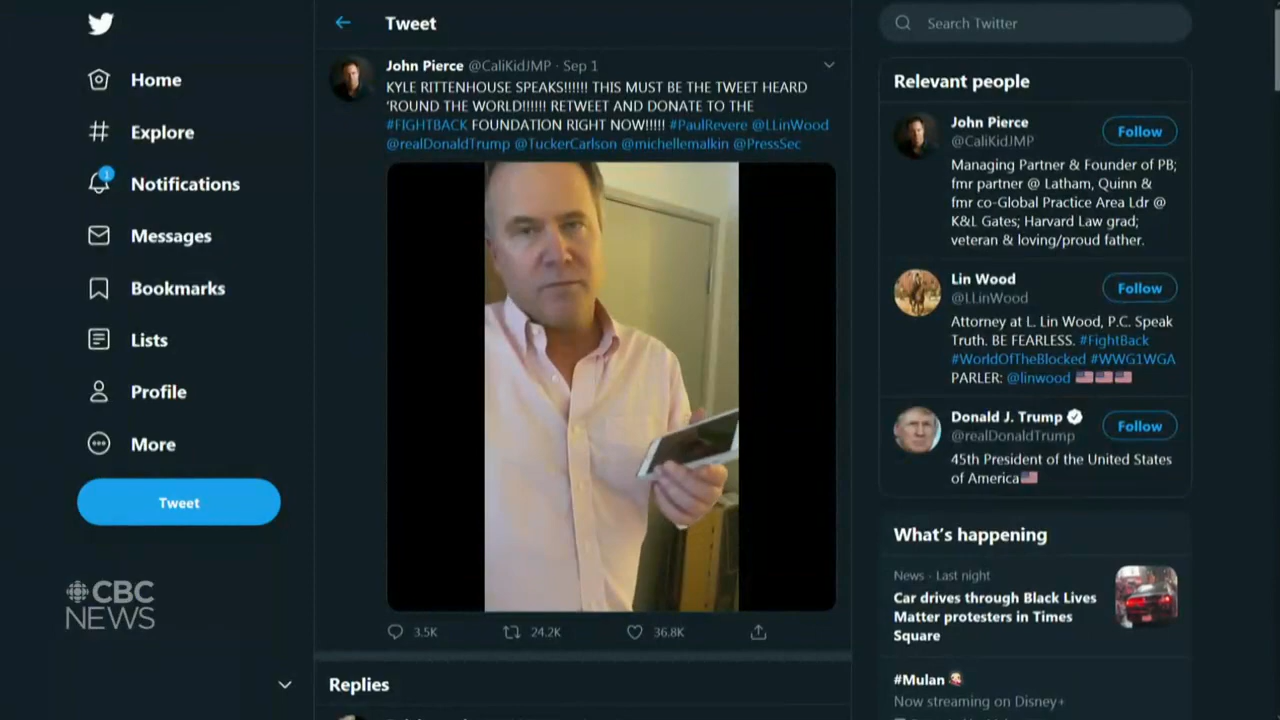 Home
Explore
1
Notifications
Messages
Bookmarks
Lists
Profile
More
Tweet
CBC
NEWS
Tweet
John Pierce @CaliKidJMP · Sep 1
KYLE RITTENHOUSE SPEAKS!!!!!! THIS MUST BE THE TWEET HEARD
'ROUND THE WORLD!!!!!! RETWEET AND DONATE TO THE
#FIGHTBACK FOUNDATION RIGHT NOW!!!!! #PaulRevere @LLinWood
@realDonaldTrump @TuckerCarlson @michellemalkin @PressSec
3.5K 24.2K 36.8K
Replies
Search Twitter
Relevant people
John Pierce
@CaliKidJMP
Follow
Managing Partner & Founder of PB;
fmr partner @ Latham, Quinn &
fmr co-Global Practice Area Ldr @
K&L Gates; Harvard Law grad;
veteran & loving/proud father.
Lin Wood
@LLinWood
Follow
Attorney at L. Lin Wood, P.C. Speak
Truth. BE FEARLESS. #FightBack
#WorldOfTheBlocked #WWG1WGA
PARLER: @linwood 🇺🇸🇺🇸🇺🇸
Donald J. Trump
@realDonaldTrump
Follow
45th President of the United States
of America🇺🇸
What's happening
News · Last night
Car drives through Black Lives
Matter protesters in Times
Square
#Mulan
Now streaming on Disney+